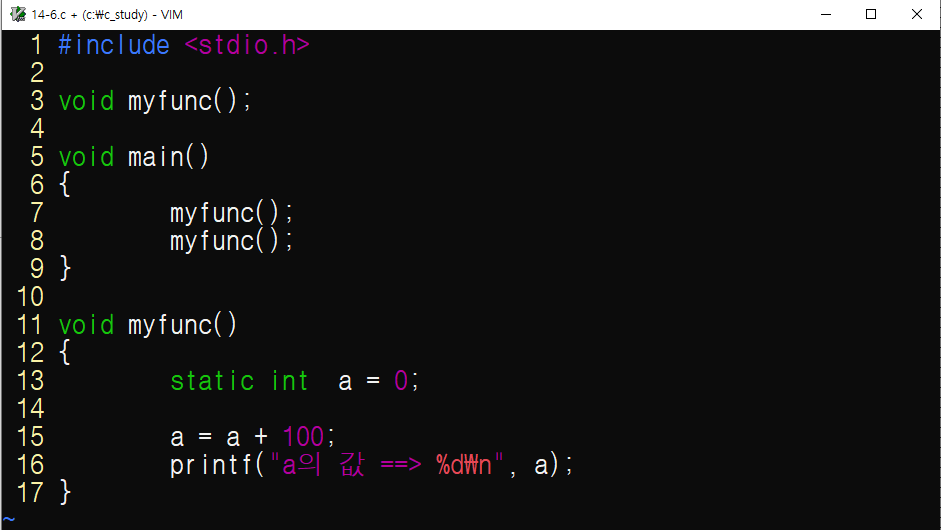 14-6.c + (c:₩c_study) - VIM
1 #include <stdio.h>
2
3 void myfunc();
4
5 void main()
6 {
7         myfunc();
8         myfunc();
9 }
10
11 void myfunc()
12 {
13         static int  a = 0;
14
15         a = a + 100;
16         printf("a의 값 ==> %d₩n", a);
17 }
~